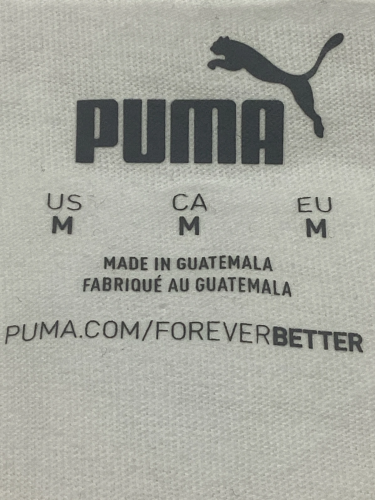 PUMA
US CA EU
M M M
MADE IN GUATEMALA
FABRIQUÉ AU GUATEMALA
PUMA.COM/FOREVERBETTER